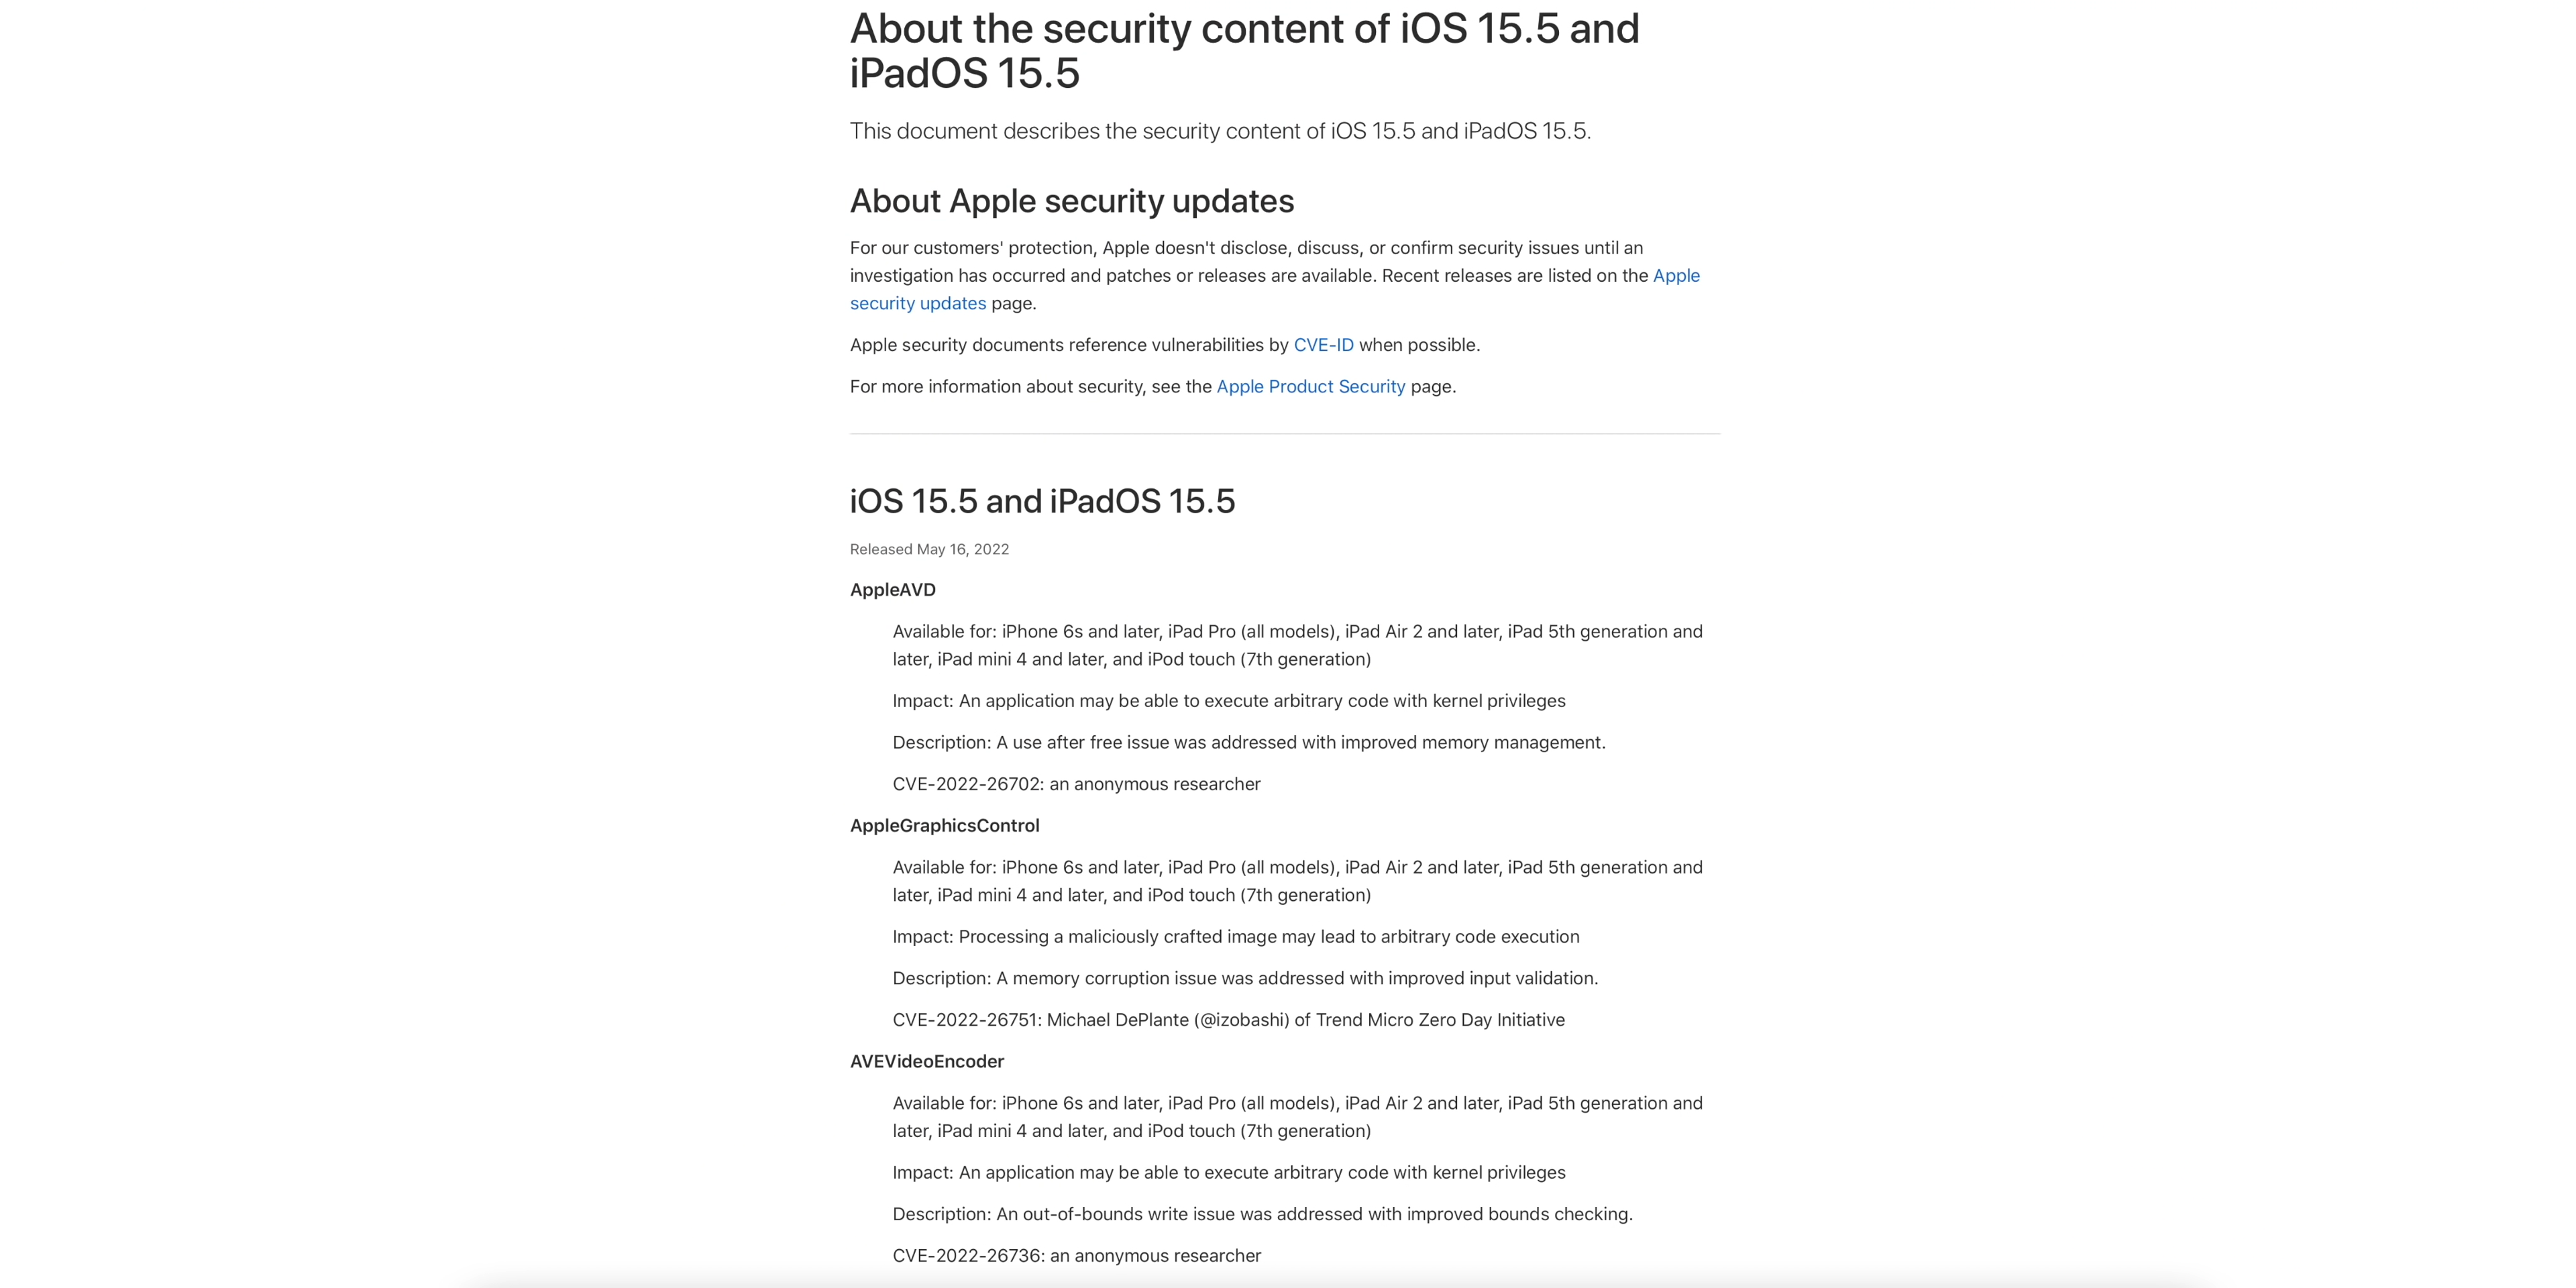 About the security content of iOS 15.5 and
iPadOS 15.5
This document describes the security content of iOS 15.5 and iPadOS 15.5.
About Apple security updates
For our customers' protection, Apple doesn't disclose, discuss, or confirm security issues until an
investigation has occurred and patches or releases are available. Recent releases are listed on the Apple
security updates page.
Apple security documents reference vulnerabilities by CVE-ID when possible.
For more information about security, see the Apple Product Security page.
iOS 15.5 and iPadOS 15.5
Released May 16, 2022
AppleAVD
Available for: iPhone 6s and later, iPad Pro (all models), iPad Air 2 and later, iPad 5th generation and
later, iPad mini 4 and later, and iPod touch (7th generation)
Impact: An application may be able to execute arbitrary code with kernel privileges
Description: A use after free issue was addressed with improved memory management.
CVE-2022-26702: an anonymous researcher
AppleGraphicsControl
Available for: iPhone 6s and later, iPad Pro (all models), iPad Air 2 and later, iPad 5th generation and
later, iPad mini 4 and later, and iPod touch (7th generation)
Impact: Processing a maliciously crafted image may lead to arbitrary code execution
Description: A memory corruption issue was addressed with improved input validation.
CVE-2022-26751: Michael DePlante (@izobashi) of Trend Micro Zero Day Initiative
AVEVideoEncoder
Available for: iPhone 6s and later, iPad Pro (all models), iPad Air 2 and later, iPad 5th generation and
later, iPad mini 4 and later, and iPod touch (7th generation)
Impact: An application may be able to execute arbitrary code with kernel privileges
Description: An out-of-bounds write issue was addressed with improved bounds checking.
CVE-2022-26736: an anonymous researcher